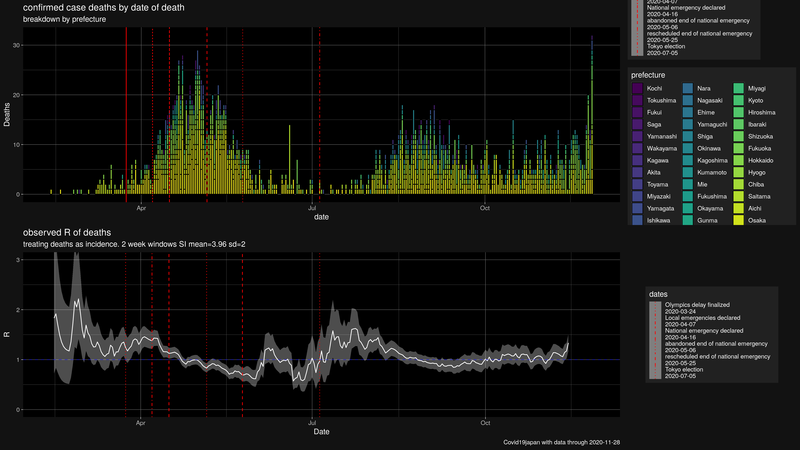 confirmed case deaths by date of death
breakdown by prefecture
30
20
10
0
Deaths
Apr
Jul
Oct
date
2020-04-07
National emergency declared
2020-04-16
abandoned end of national emergency
2020-05-06
rescheduled end of national emergency
2020-05-25
Tokyo election
2020-07-05
prefecture
Kochi Nara Miyagi
Tokushima Nagasaki Kyoto
Fukui Ehime Hiroshima
Saga Yamaguchi Ibaraki
Yamanashi Shiga Shizuoka
Wakayama Okinawa Fukuoka
Kagawa Kagoshima Hokkaido
Akita Kumamoto Hyogo
Toyama Mie Chiba
Miyazaki Fukushima Saitama
Yamagata Okayama Aichi
Ishikawa Gunma Osaka
observed R of deaths
treating deaths as incidence. 2 week windows SI mean=3.96 sd=2
3
2
1
0
R
Apr
Jul
Oct
Date
dates
Olympics delay finalized
2020-03-24
Local emergencies declared
2020-04-07
National emergency declared
2020-04-16
abandoned end of national emergency
2020-05-06
rescheduled end of national emergency
2020-05-25
Tokyo election
2020-07-05
Covid19japan with data through 2020-11-28